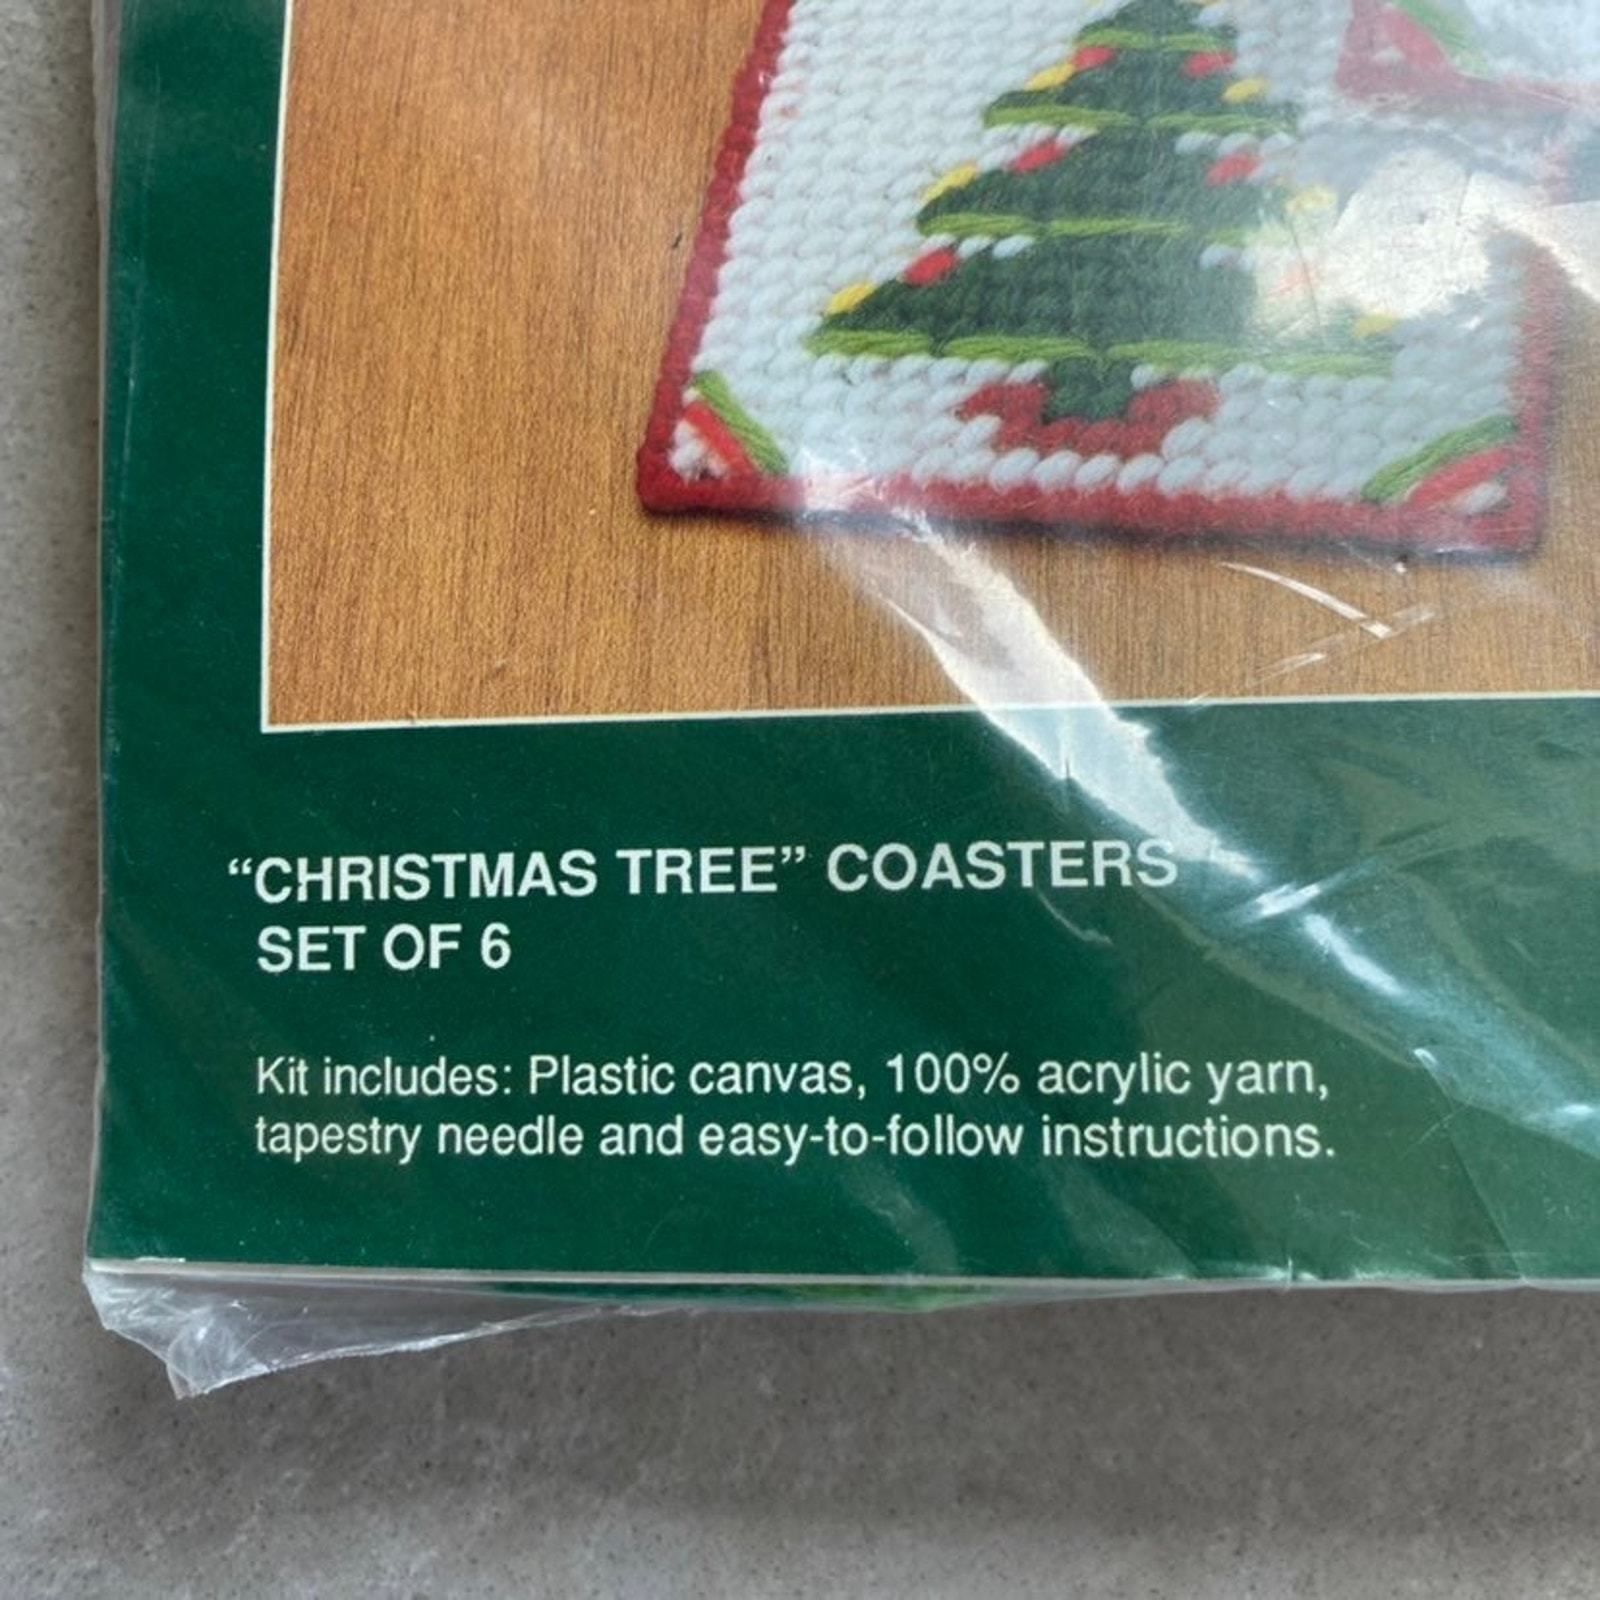 “CHRISTMAS TREE” COASTERS
SET OF 6
Kit includes: Plastic canvas, 100% acrylic yarn,
tapestry needle and easy-to-follow instructions.